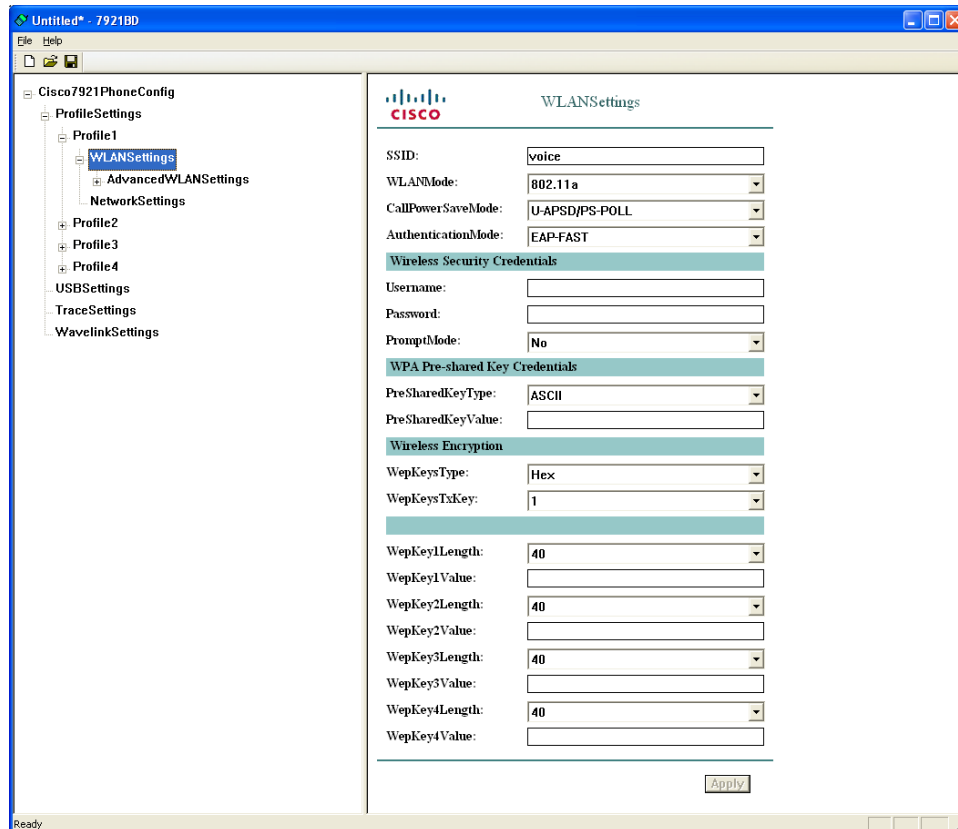 Untitled* - 7921BD
File Help
Cisco7921PhoneConfig
ProfileSettings
Profile1
WLANSettings
AdvancedWLANSettings
NetworkSettings
Profile2
Profile3
Profile4
USBSettings
TraceSettings
WavelinkSettings
CISCO
WLANSettings
SSID: voice
WLANMode: 802.11a
CallPowerSaveMode: U-APSD/PS-POLL
AuthenticationMode: EAP-FAST
Wireless Security Credentials
Username:
Password:
PromptMode: No
WPA Pre-shared Key Credentials
PreSharedKeyType: ASCII
PreSharedKeyValue:
Wireless Encryption
WepKeysType: Hex
WepKeysTxKey: 1
WepKey1Length: 40
WepKey1Value:
WepKey2Length: 40
WepKey2Value:
WepKey3Length: 40
WepKey3Value:
WepKey4Length: 40
WepKey4Value:
Apply
Ready